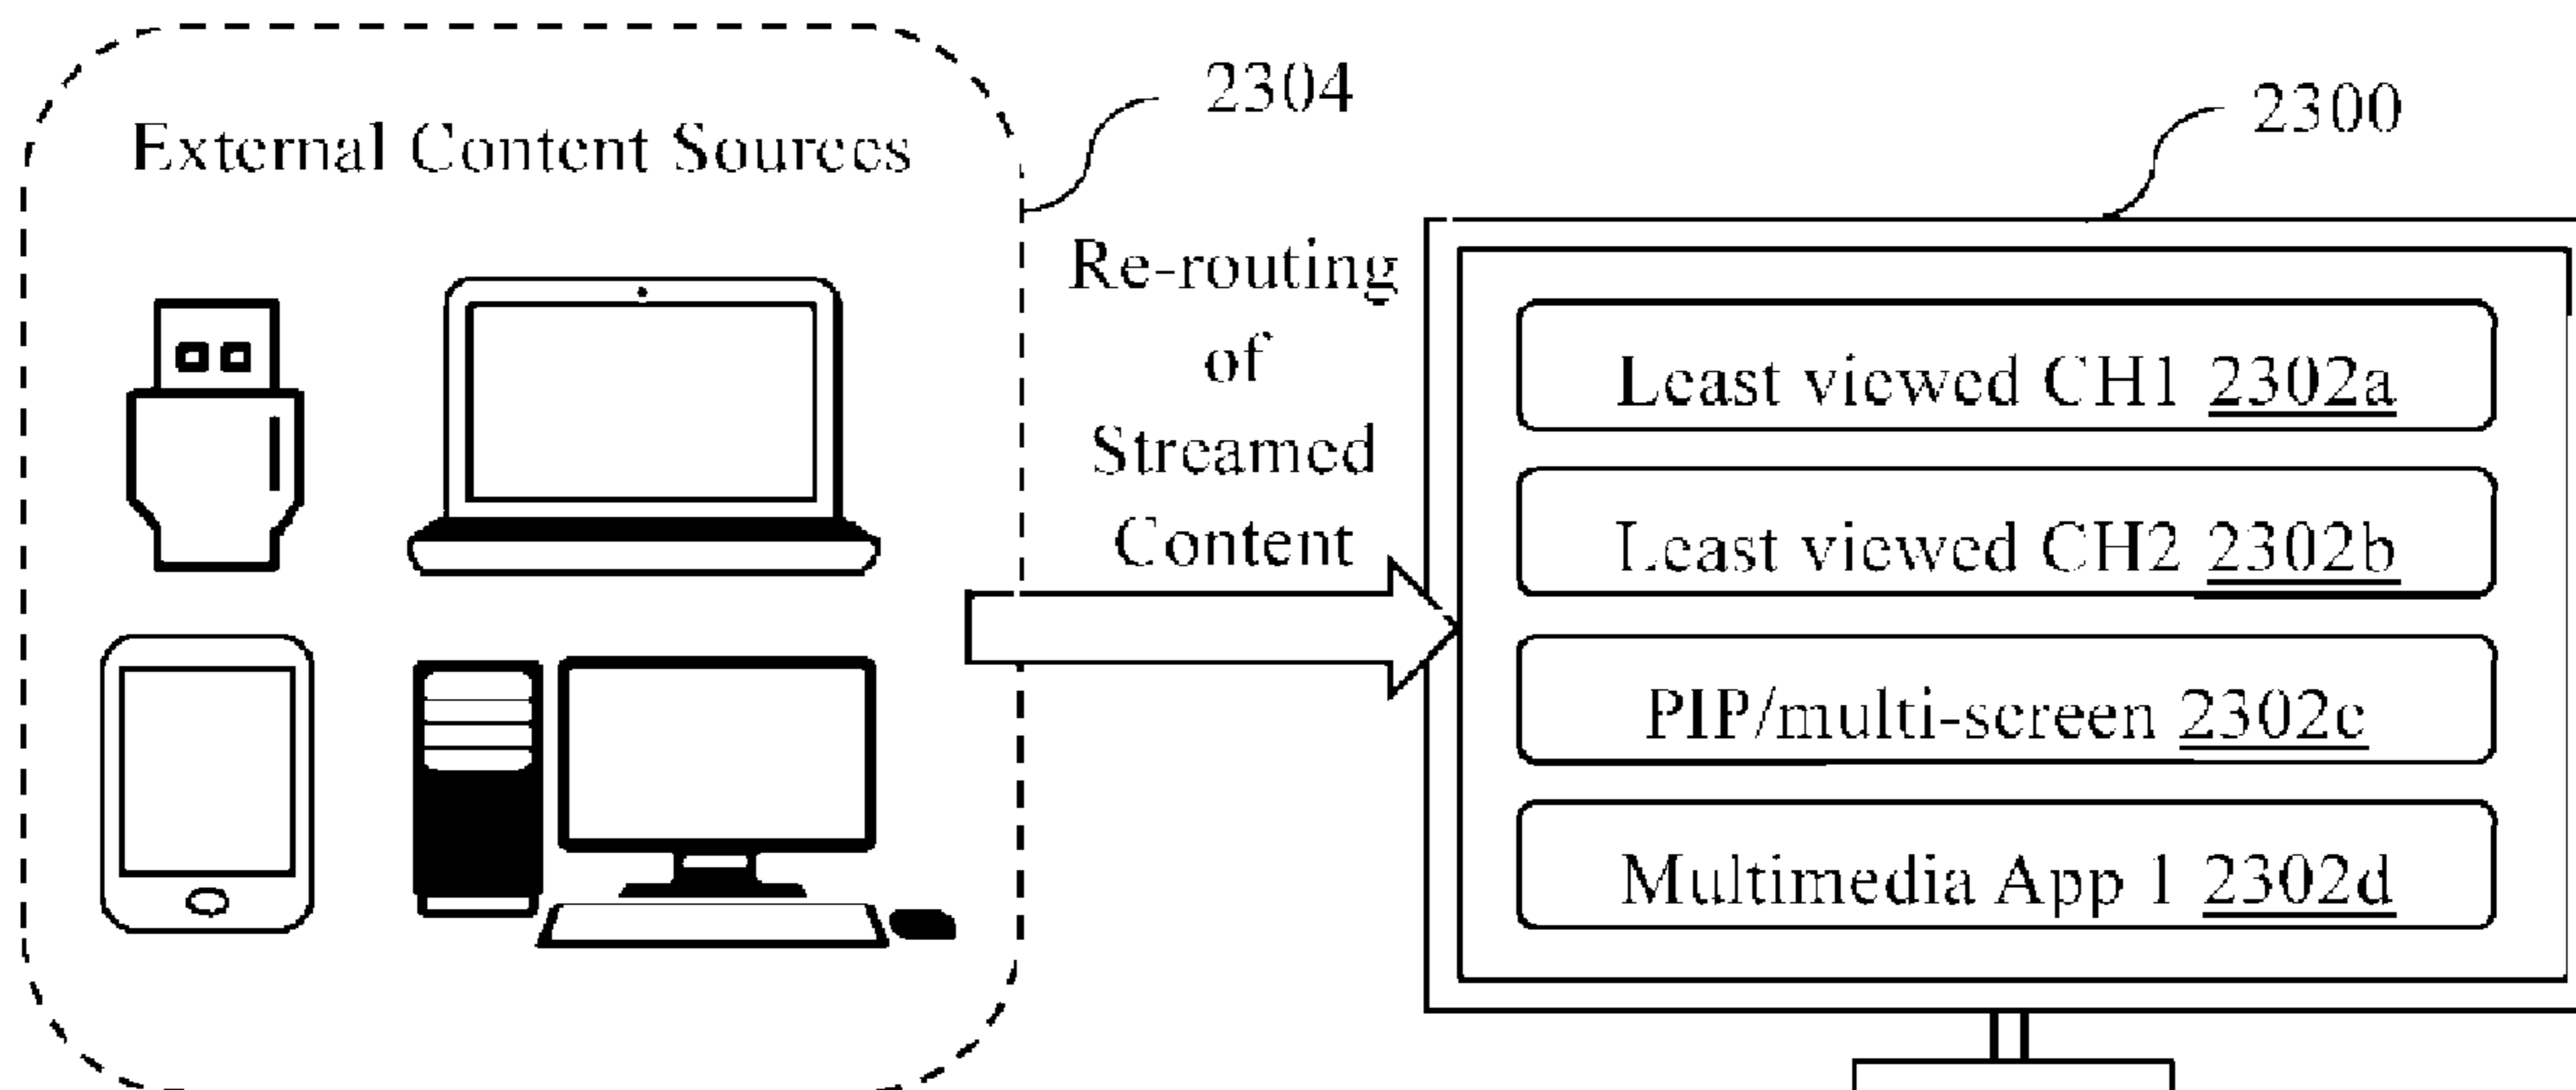 2304
2300
External Content Sources
Re-routing
of
Streamed
Content
Least viewed CH1 2302a
Least viewed CH2 2302b
PIP/multi-screen 2302c
Multimedia App 1 2302d